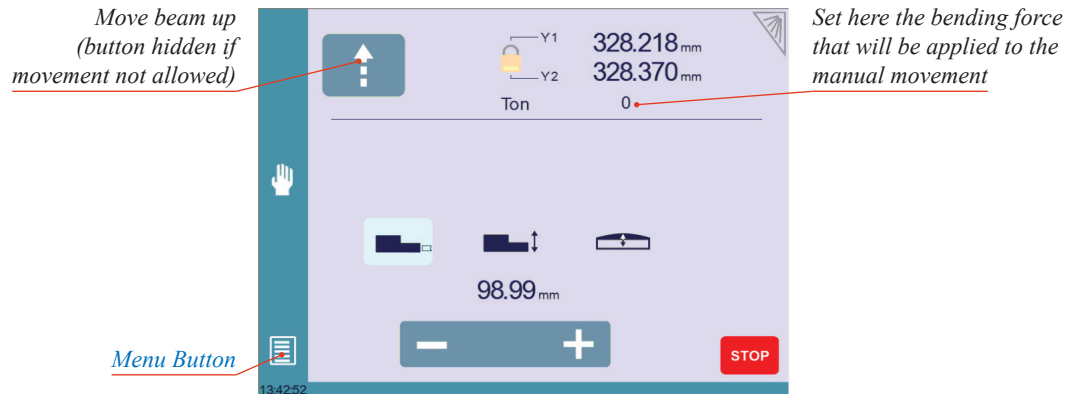 Move beam up
(button hidden if
movement not allowed)
Y1 328.218 mm
Y2 328.370 mm
Ton 0
Set here the bending force
that will be applied to the
manual movement
98.99 mm
Menu Button
STOP
13:42:52